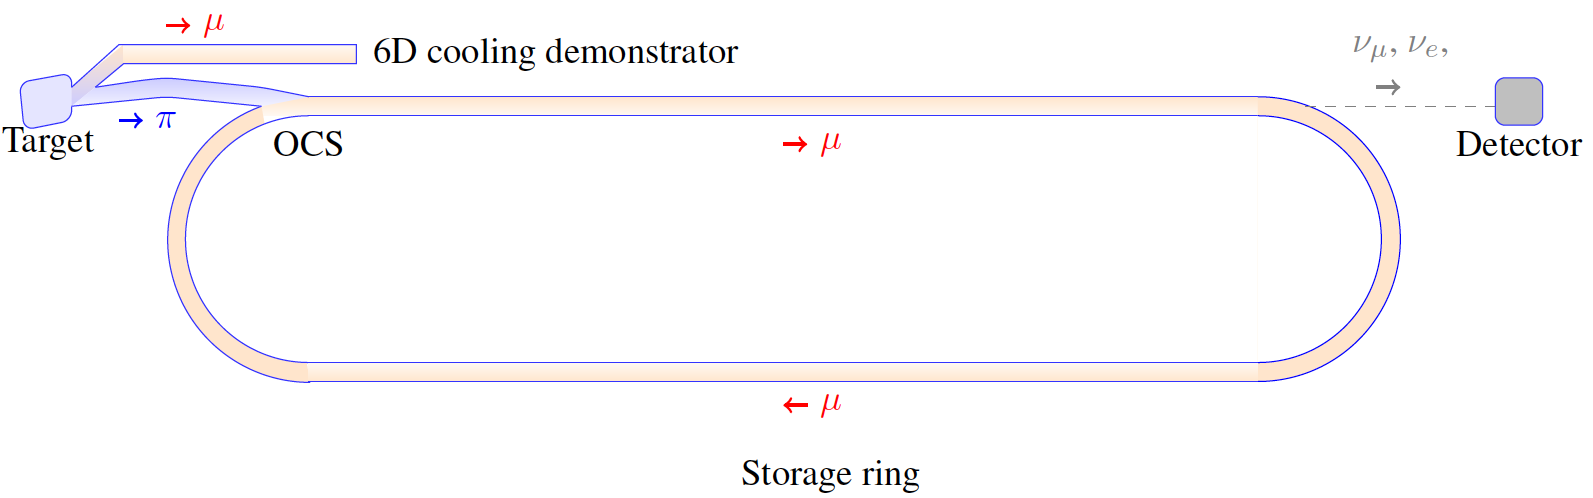 → μ
6D cooling demonstrator
ν_μ, ν_e,
→
Target
→ π
OCS
→ μ
Detector
← μ
Storage ring